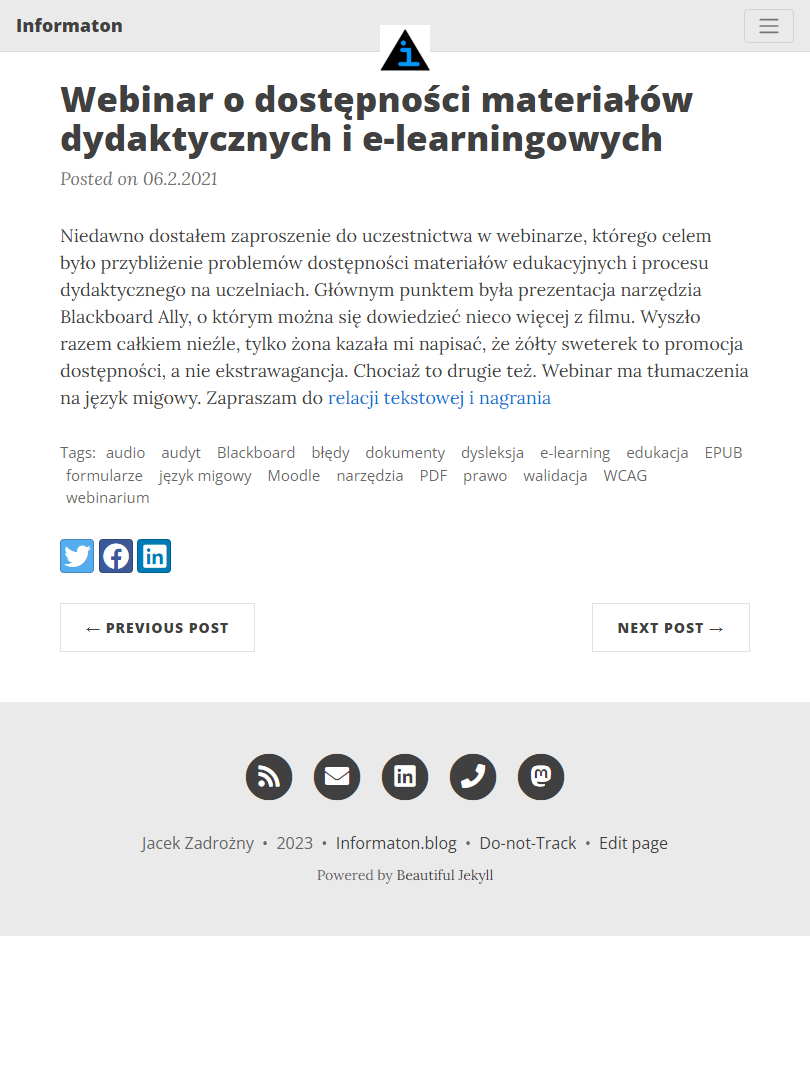 Informaton
Webinar o dostępności materiałów
dydaktycznych i e-learningowych
Posted on 06.2.2021
Niedawno dostałem zaproszenie do uczestnictwa w webinarze, którego celem
było przybliżenie problemów dostępności materiałów edukacyjnych i procesu
dydaktycznego na uczelniach. Głównym punktem była prezentacja narzędzia
Blackboard Ally, o którym można się dowiedzieć nieco więcej z filmu. Wyszło
razem całkiem nieźle, tylko żona kazała mi napisać, że żółty sweterek to promocja
dostępności, a nie ekstrawagancja. Chociaż to drugie też. Webinar ma tłumaczenia
na język migowy. Zapraszam do relacji tekstowej i nagrania
Tags: audio audyt Blackboard błędy dokumenty dysleksja e-learning edukacja EPUB
formularze język migowy Moodle narzędzia PDF prawo walidacja WCAG
webinarium
← PREVIOUS POST NEXT POST →
Jacek Zadrożny • 2023 • Informaton.blog • Do-not-Track • Edit page
Powered by Beautiful Jekyll